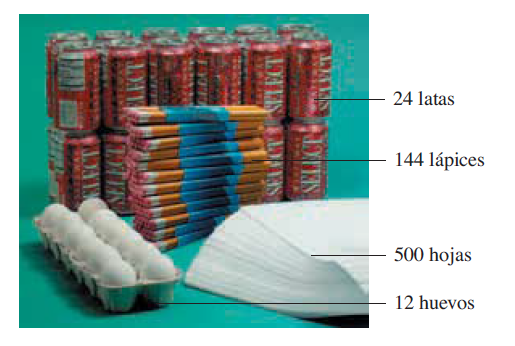 24 latas
144 lápices
500 hojas
12 huevos